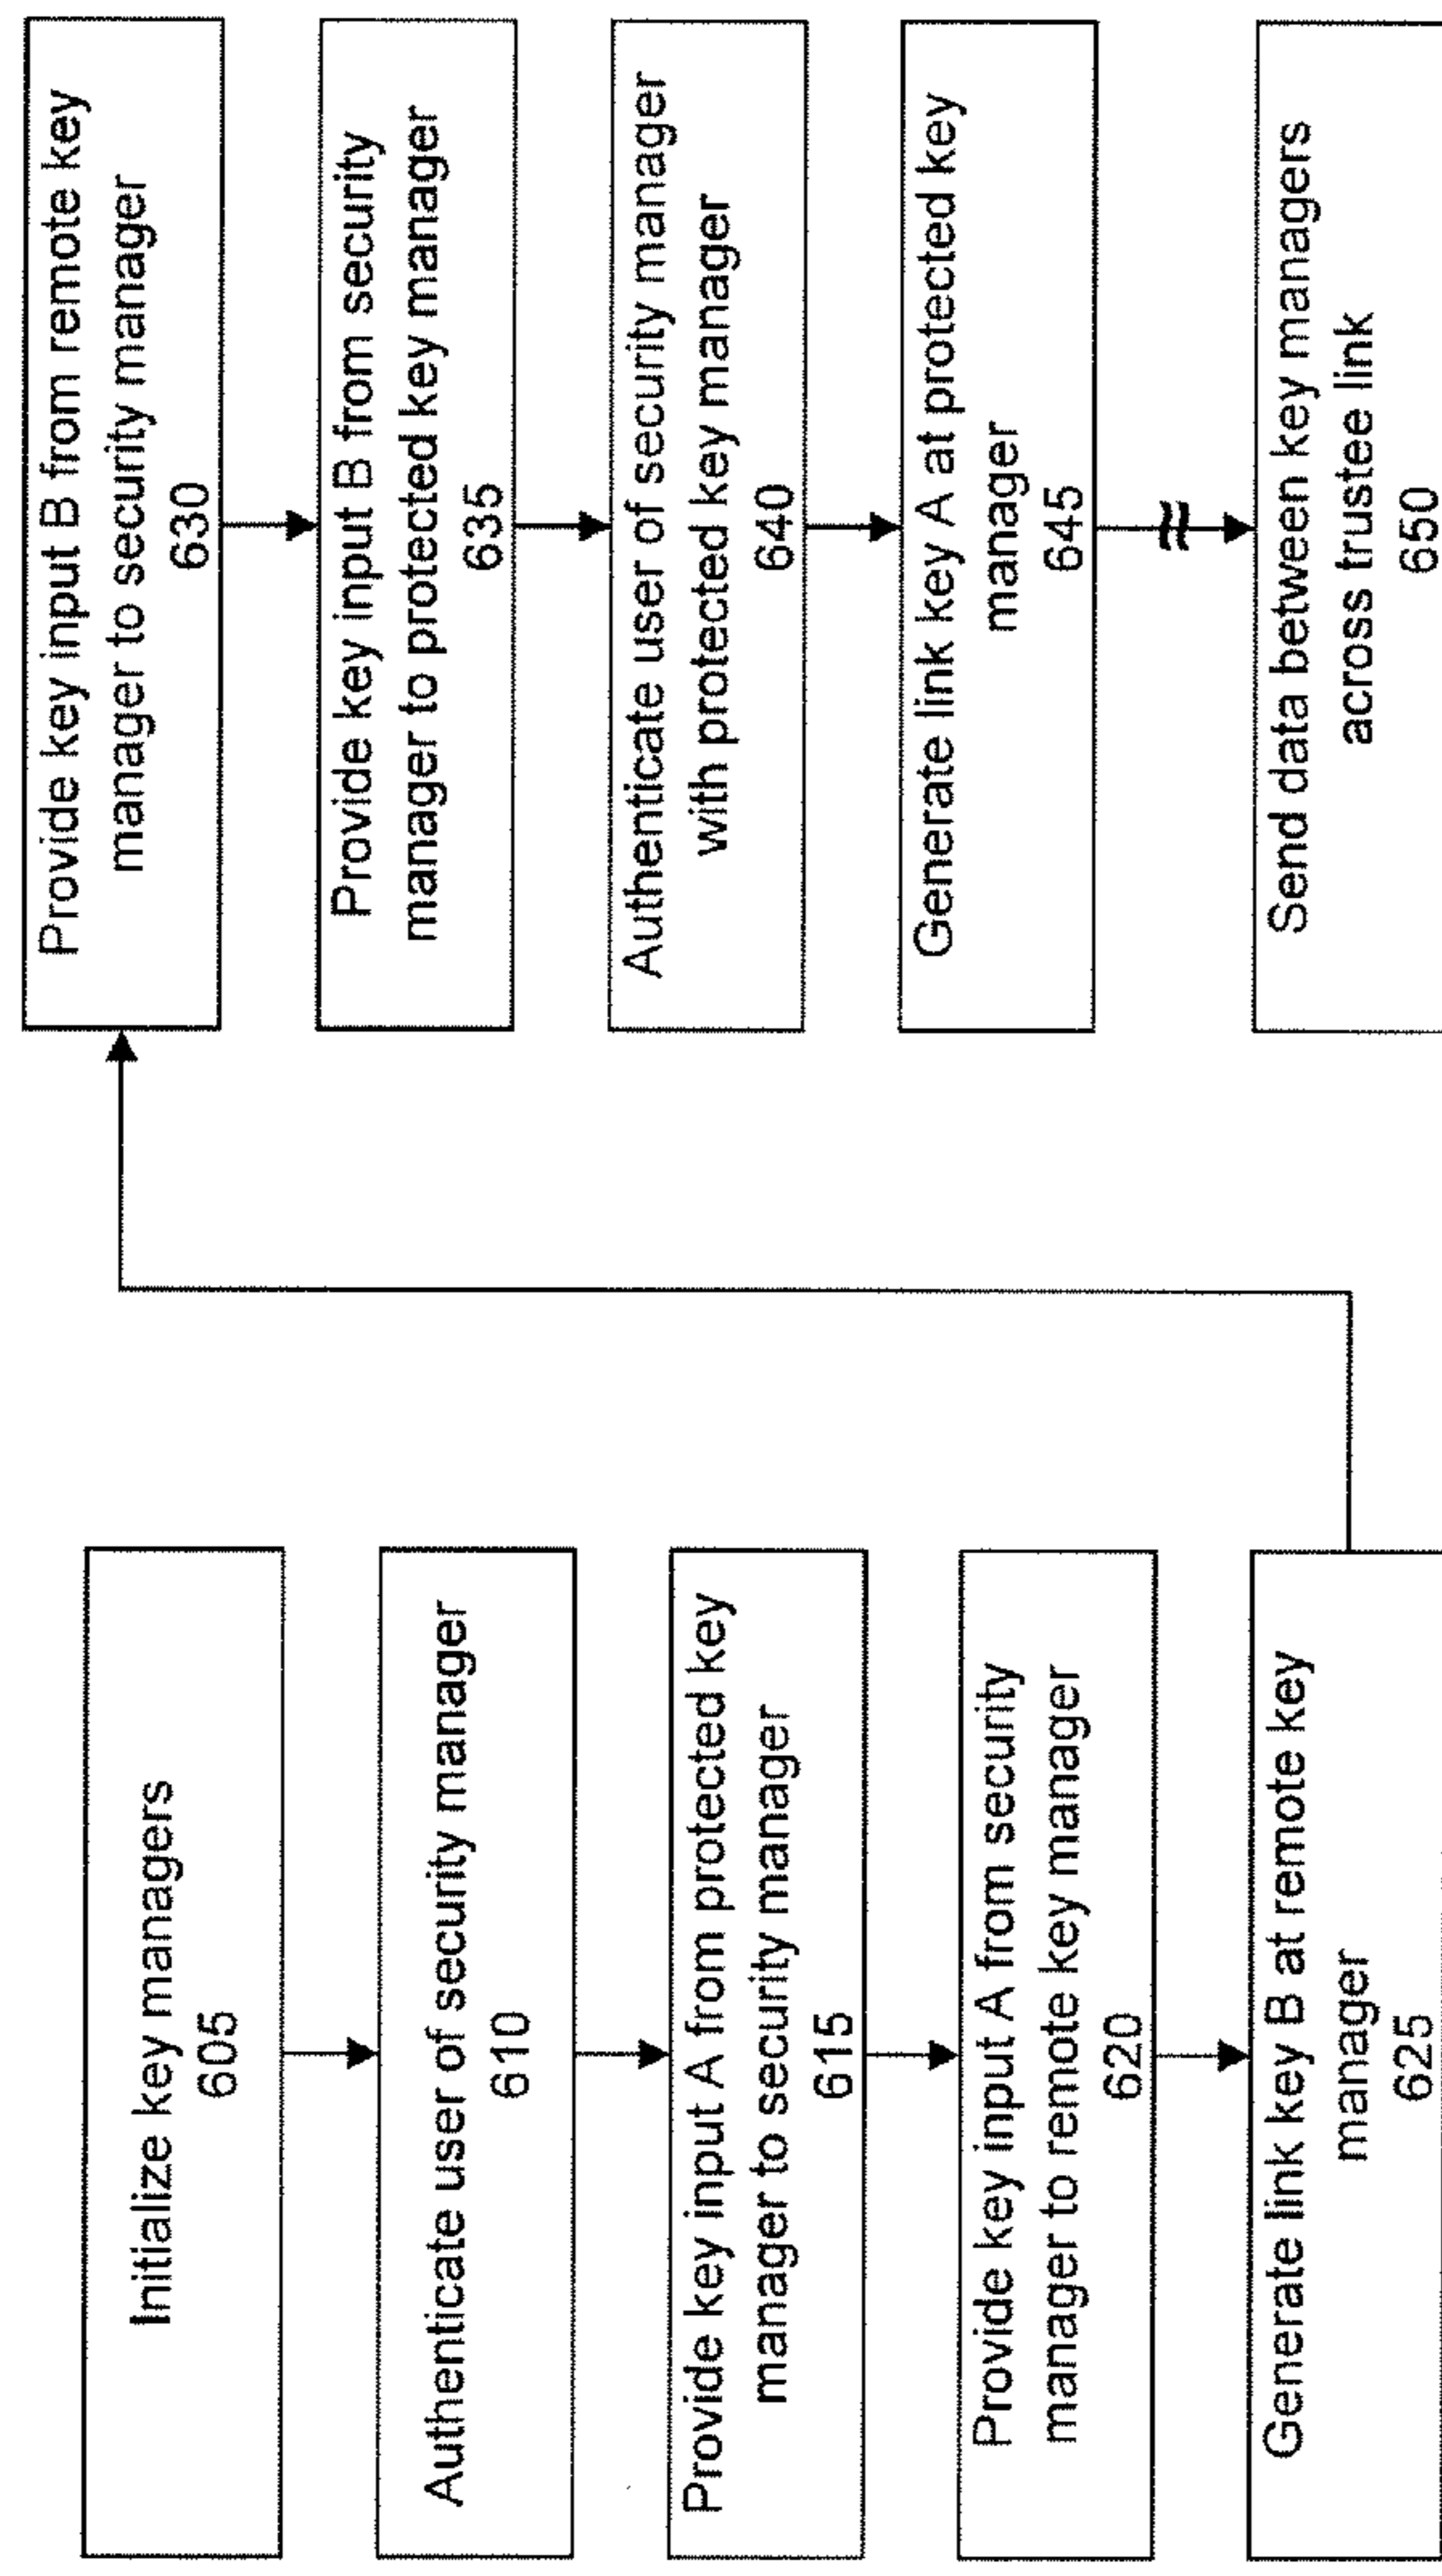 Initialize key managers
605
Authenticate user of security manager
610
Provide key input A from protected key
manager to security manager
615
Provide key input A from security
manager to remote key manager
620
Generate link key B at remote key
manager
625
Provide key input B from remote key
manager to security manager
630
Provide key input B from security
manager to protected key manager
635
Authenticate user of security manager
with protected key manager
640
Generate link key A at protected key
manager
645
Send data between key managers
across trustee link
650